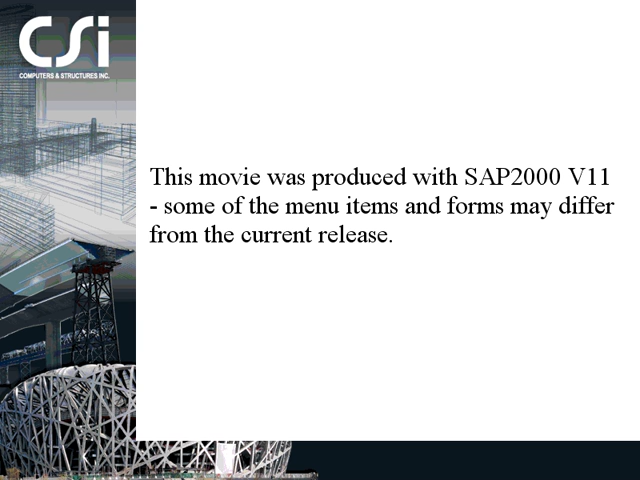 CSi
COMPUTERS & STRUCTURES INC.
This movie was produced with SAP2000 V11
- some of the menu items and forms may differ
from the current release.